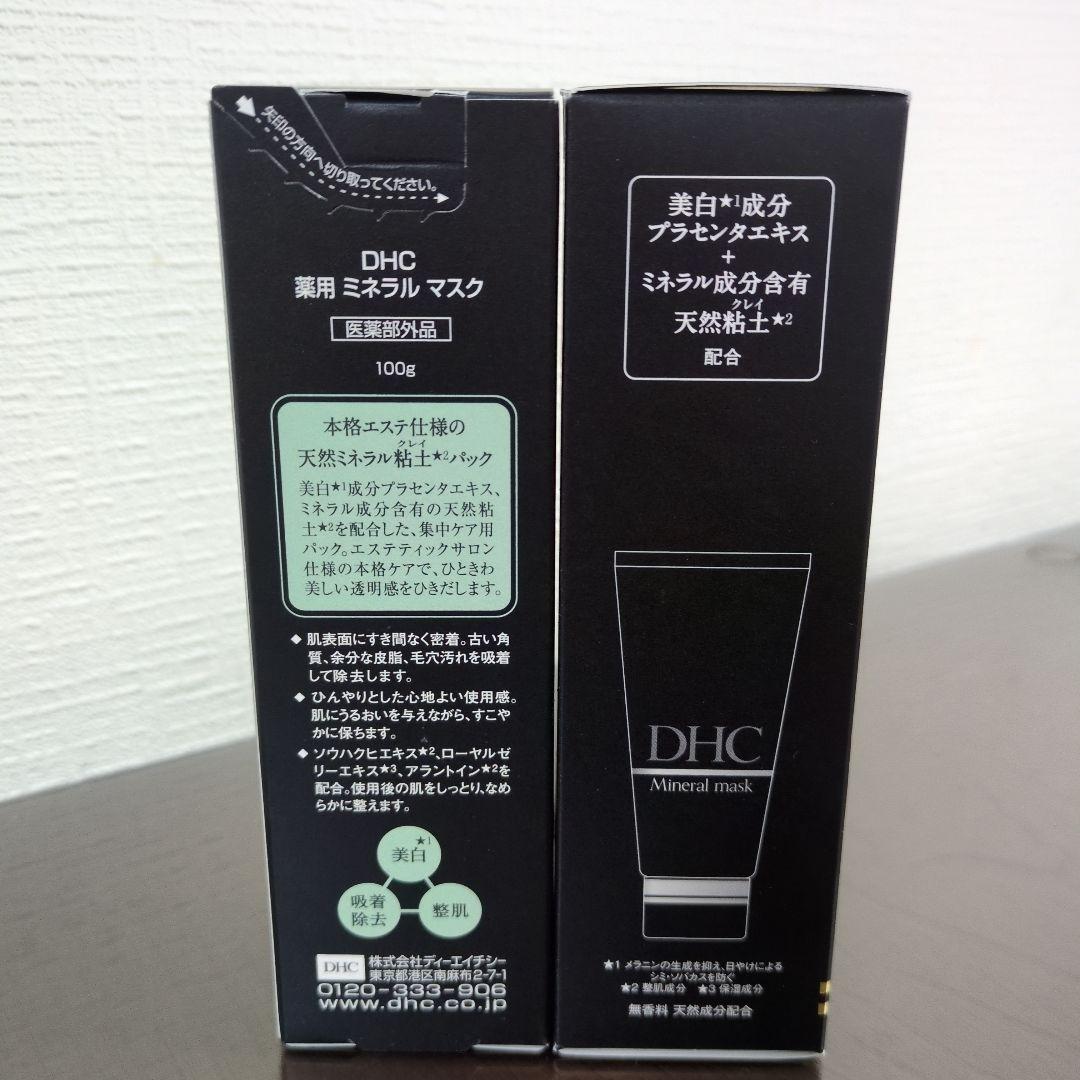 矢印の方向へ切り取ってください。
DHC
薬用 ミネラル マスク
医薬部外品
100g
本格エステ仕様の
クレイ
天然ミネラル粘土★2パック
美白★1成分プラセンタエキス、
ミネラル成分含有の天然粘
土★2を配合した、集中ケア用
パック。エステティックサロン
仕様の本格ケアで、ひときわ
美しい透明感をひきだします。
◆ 肌表面にすき間なく密着。古い角
質、余分な皮脂、毛穴汚れを吸着
して除去します。
◆ ひんやりとした心地よい使用感。
肌にうるおいを与えながら、すこや
かに保ちます。
◆ ソウハクヒエキス★2、ローヤルゼ
リーエキス★3、アラントイン★2を
配合。使用後の肌をしっとり、なめ
らかに整えます。
★1
美白
吸着
除去
整肌
DHC 株式会社ディーエイチシー
東京都港区南麻布2-7-1
0120-333-906
www.dhc.co.jp
美白★1成分
プラセンタエキス
+
ミネラル成分含有
クレイ
天然粘土★2
配合
DHC
Mineral mask
★1 メラニンの生成を抑え、日やけによる
シミ・ソバカスを防ぐ
★2 整肌成分 ★3 保湿成分
無香料 天然成分配合